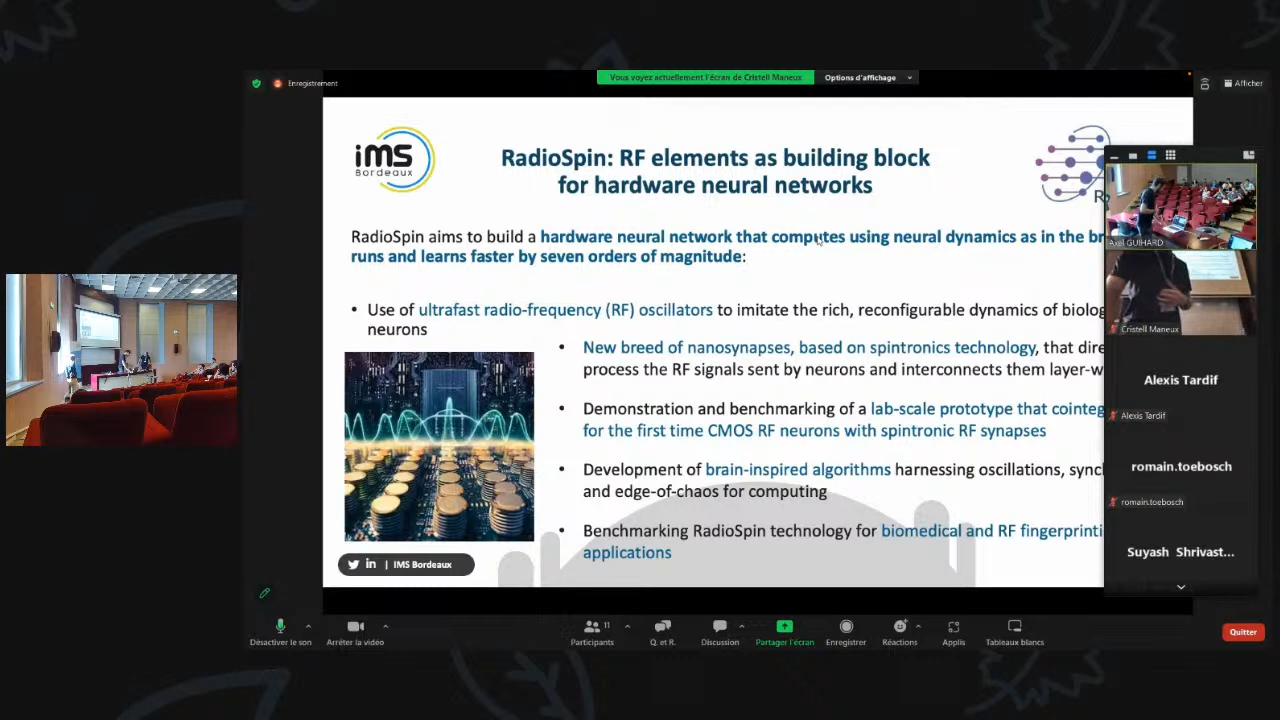 Enregistrement
Vous voyez actuellement l'écran de Cristell Maneux
Options d'affichage
Afficher
iMS
Bordeaux
RadioSpin: RF elements as building block
for hardware neural networks
RadioSpin aims to build a hardware neural network that computes using neural dynamics as in the
runs and learns faster by seven orders of magnitude:
• Use of ultrafast radio-frequency (RF) oscillators to imitate the rich, reconfigurable dynamics of
neurons
• New breed of nanosynapses, based on spintronics technology, that
process the RF signals sent by neurons and interconnects them
• Demonstration and benchmarking of a lab-scale prototype that
for the first time CMOS RF neurons with spintronic RF synapses
• Development of brain-inspired algorithms harnessing oscillations,
and edge-of-chaos for computing
• Benchmarking RadioSpin technology for biomedical and RF
applications
| IMS Bordeaux
Axel GUIHARD
Cristell Maneux
Alexis Tardif
Alexis Tardif
romain.toebosch
romain.toebosch
Suyash Shrivast...
Désactiver le son
Arrêter la vidéo
Participants
11
Q. et R.
Discussion
Partager l'écran
Enregistrer
Réactions
Applis
Tableaux blancs
Quitter